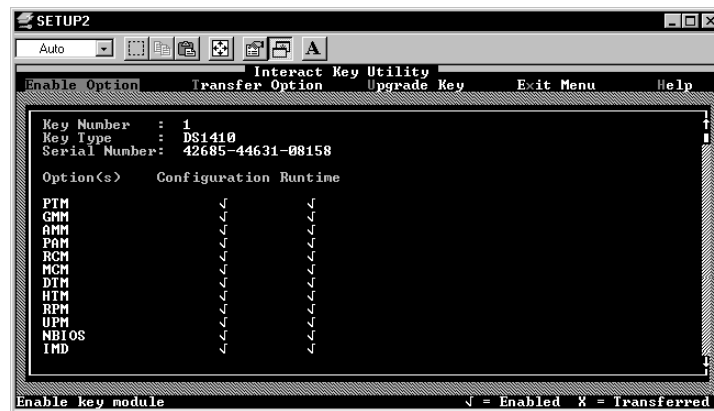 SETUP2
Auto
A
Interact Key Utility
Enable Option Transfer Option Upgrade Key Exit Menu Help
Key Number : 1
Key Type : DS1410
Serial Number: 42685-44631-08158
Option(s) Configuration Runtime
PTM √ √
GMM √ √
AMM √ √
PAM √ √
RCM √ √
MCM √ √
DTM √ √
HTM √ √
RPM √ √
UPM √ √
NBIOS √ √
IMD √ √
Enable key module √ = Enabled X = Transferred